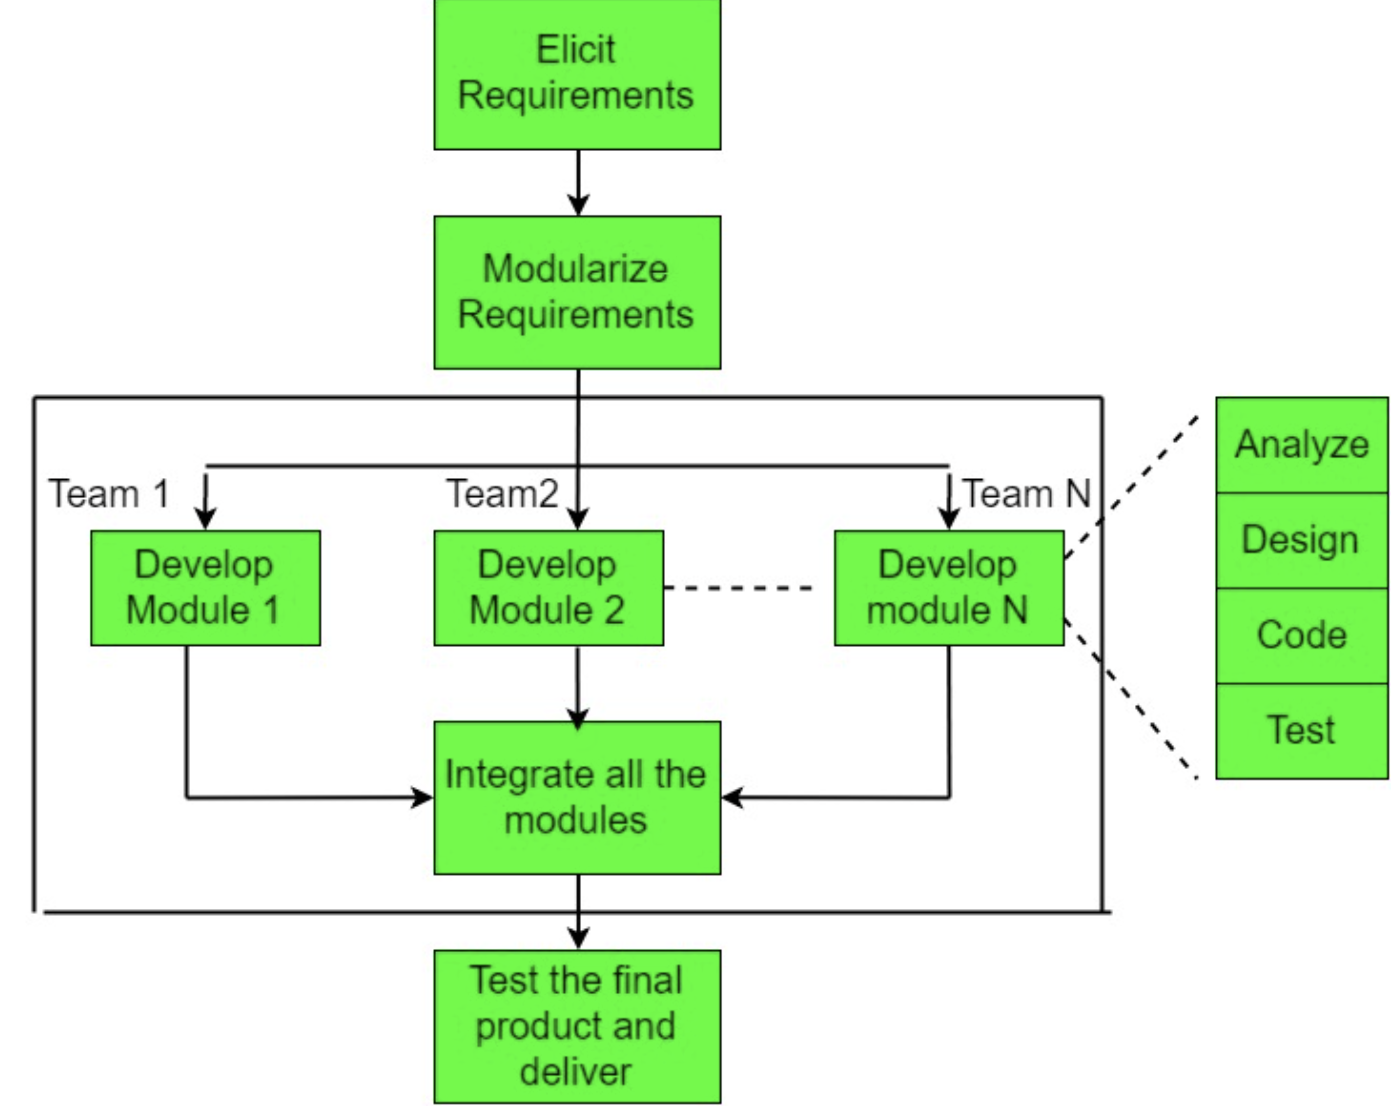 Elicit
Requirements
Modularize
Requirements
Team 1
Team2
Team N
Develop
Module 1
Develop
Module 2
Develop
module N
Analyze
Design
Code
Test
Integrate all the
modules
Test the final
product and
deliver